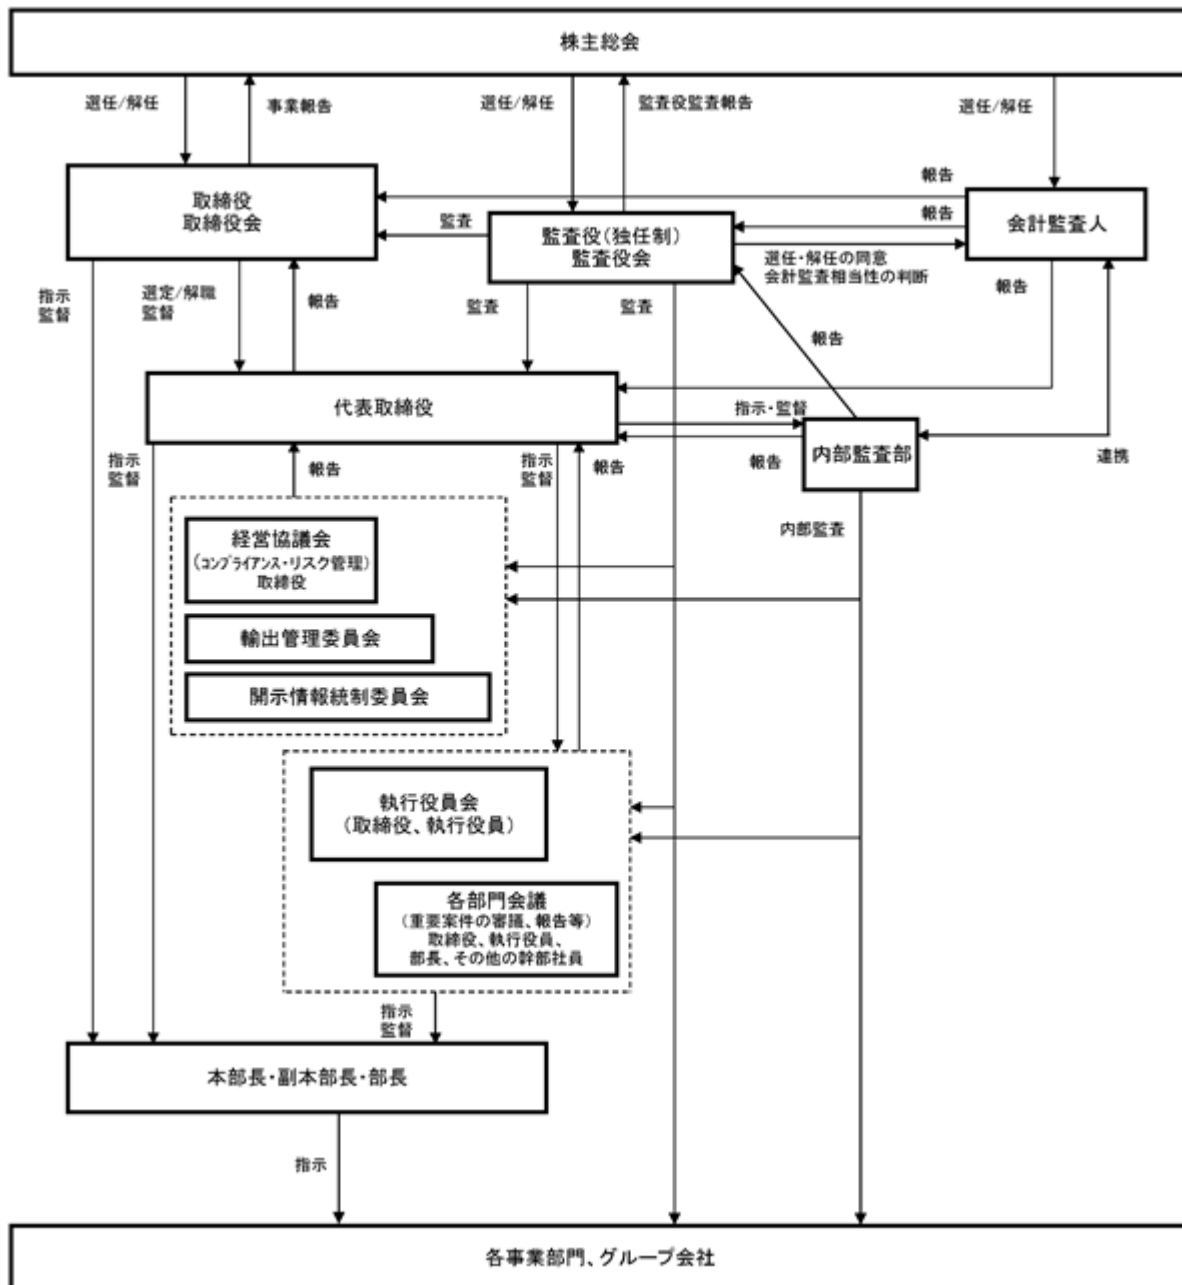 株主総会
選任/解任
事業報告
選任/解任
監査役監査報告
選任/解任
取締役
取締役会
監査
監査役(独任制)
監査役会
報告
報告
会計監査人
選任・解任の同意
会計監査相当性の判断
指示
監督
選定/解職
監督
報告
監査
監査
報告
報告
代表取締役
指示・監督
報告
内部監査部
連携
指示
監督
報告
指示
監督
報告
内部監査
経営協議会
(コンプライアンス・リスク管理)
取締役
輸出管理委員会
開示情報統制委員会
執行役員会
(取締役、執行役員)
各部門会議
(重要案件の審議、報告等)
取締役、執行役員、
部長、その他の幹部社員
指示
監督
本部長・副本部長・部長
指示
各事業部門、グループ会社